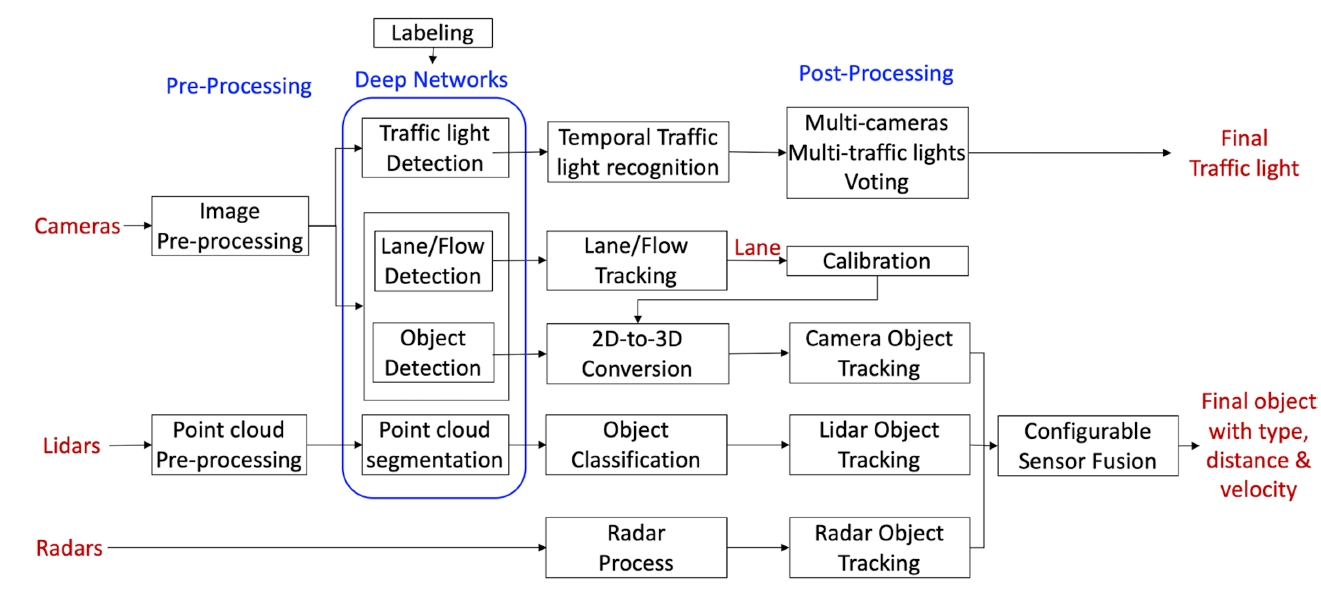 Labeling
Pre-Processing
Deep Networks
Post-Processing
Traffic light
Detection
Temporal Traffic
light recognition
Multi-cameras
Multi-traffic lights
Voting
Final
Traffic light
Cameras
Image
Pre-processing
Lane/Flow
Detection
Lane/Flow
Tracking
Lane
Calibration
Object
Detection
2D-to-3D
Conversion
Camera Object
Tracking
Lidars
Point cloud
Pre-processing
Point cloud
segmentation
Object
Classification
Lidar Object
Tracking
Configurable
Sensor Fusion
Final object
with type,
distance &
velocity
Radars
Radar
Process
Radar Object
Tracking